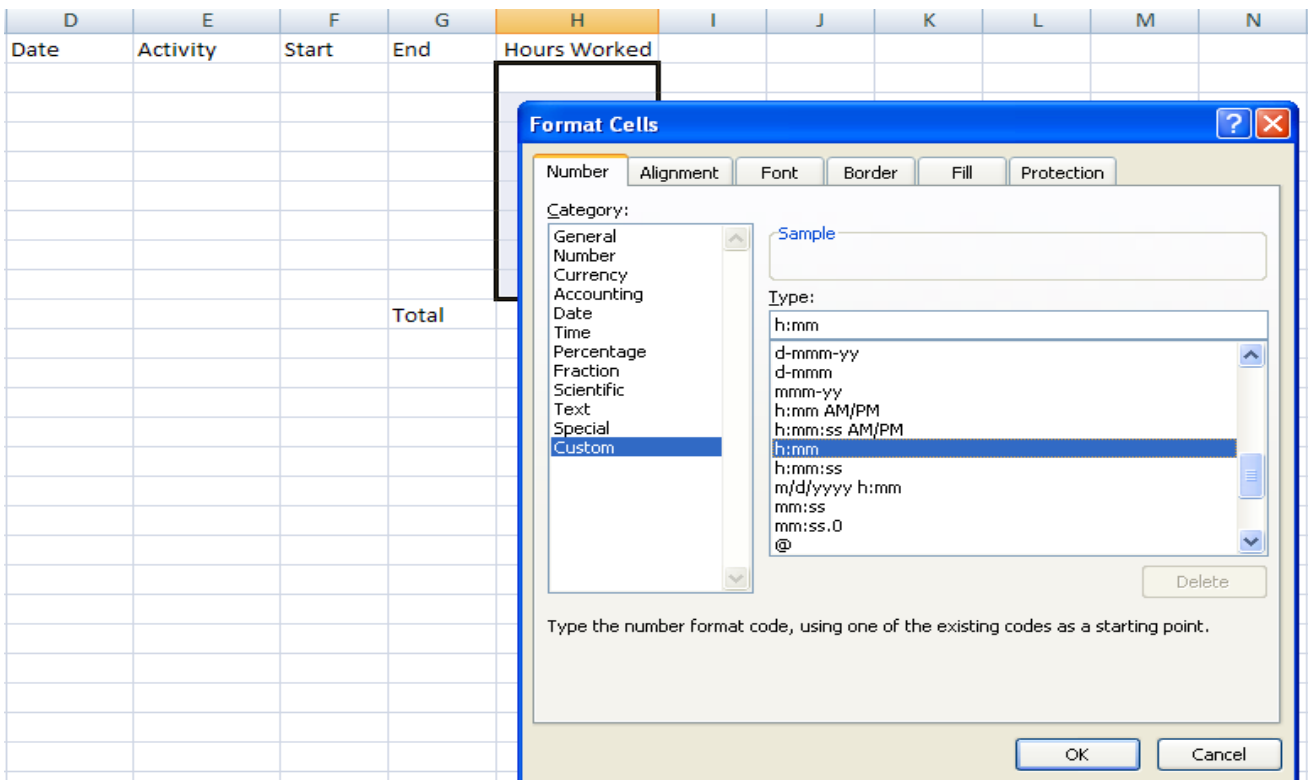 D E F G H I J K L M N
Date Activity Start End Hours Worked
Format Cells
Number Alignment Font Border Fill Protection
Category:
General
Number
Currency
Accounting
Date
Time
Percentage
Fraction
Scientific
Text
Special
Custom
Sample
Type:
h:mm
d-mmm-yy
d-mmm
mmm-yy
h:mm AM/PM
h:mm:ss AM/PM
h:mm
h:mm:ss
m/d/yyyy h:mm
mm:ss
mm:ss.0
@
Total
Delete
Type the number format code, using one of the existing codes as a starting point.
OK Cancel